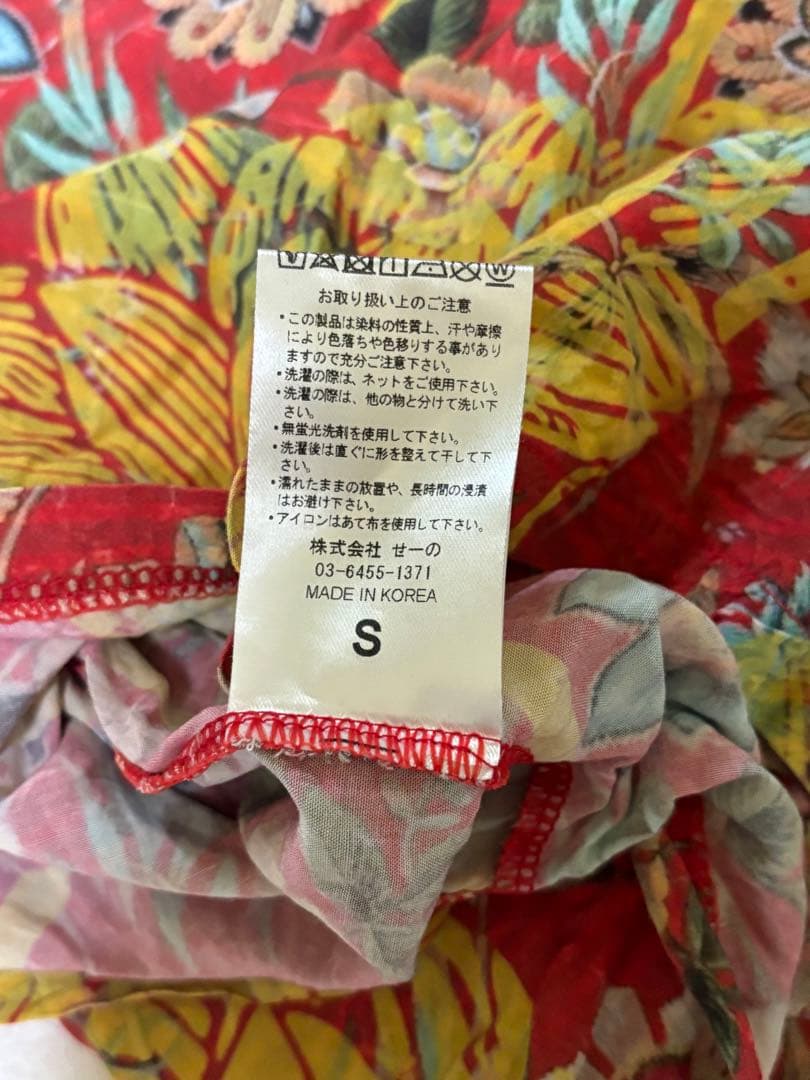 お取り扱い上のご注意
・この製品は染料の性質上、汗や摩擦
により色落ちや色移りする事があり
ますので充分ご注意下さい。
・洗濯の際は、ネットをご使用下さい。
・洗濯の際は、他の物と分けて洗い下
さい。
・無蛍光洗剤を使用して下さい。
・洗濯後は直ぐに形を整えて干して下
さい。
・濡れたままの放置や、長時間の浸漬
はお避け下さい。
・アイロンはあて布を使用して下さい。
株式会社 せーの
03-6455-1371
MADE IN KOREA
S